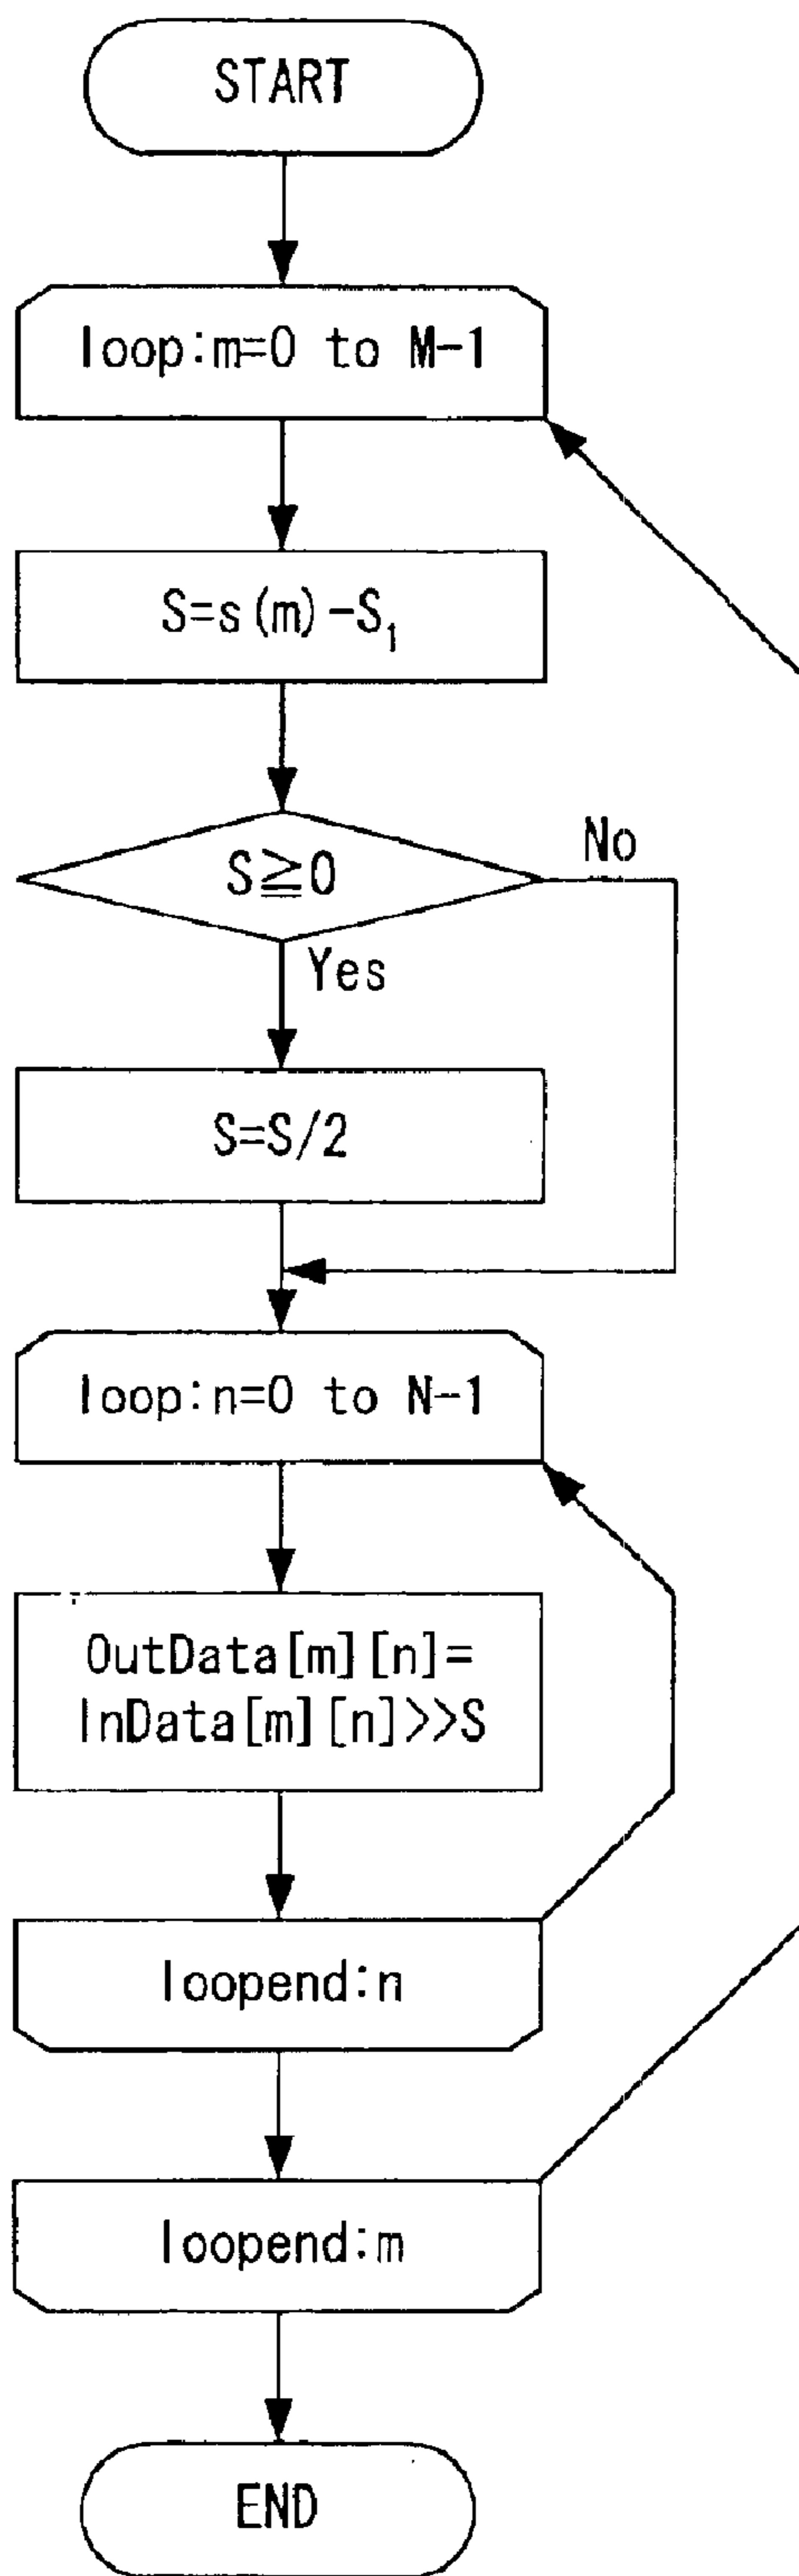 START
loop:m=0 to M-1
S=s(m)-S₁
S≧0
No
Yes
S=S/2
loop:n=0 to N-1
OutData[m][n]=
InData[m][n]>>S
loopend:n
loopend:m
END